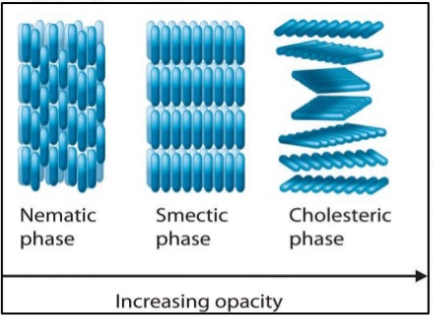 Nematic phase
Smectic phase
Cholesteric phase
Increasing opacity